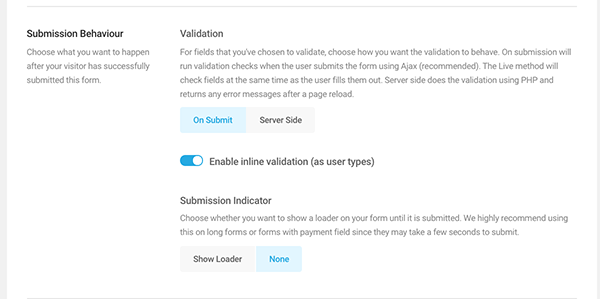 Submission Behaviour
Choose what you want to happen
after your visitor has successfully
submitted this form.
Validation
For fields that you've chosen to validate, choose how you want the validation to behave. On submission will
run validation checks when the user submits the form using Ajax (recommended). The Live method will
check fields at the same time as the user fills them out. Server side does the validation using PHP and
returns any error messages after a page reload.
On Submit
Server Side
Enable inline validation (as user types)
Submission Indicator
Choose whether you want to show a loader on your form until it is submitted. We highly recommend using
this on long forms or forms with payment field since they may take a few seconds to submit.
Show Loader
None